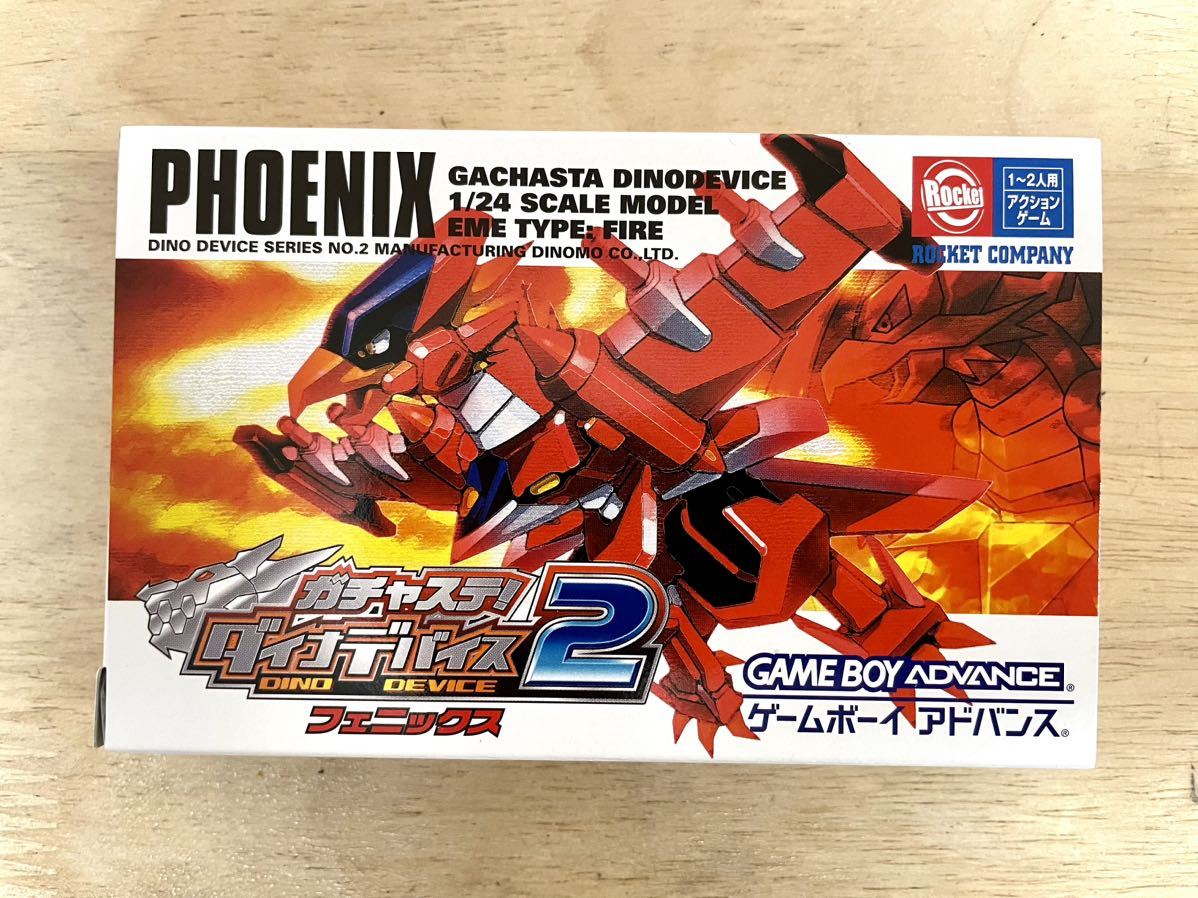 PHOENIX
GACHASTA DINODEVICE
1/24 SCALE MODEL
EME TYPE: FIRE
DINO DEVICE SERIES NO.2 MANUFACTURING DINOMO CO.,LTD.
Rocket
1~2人用
アクション
ゲーム
ROCKET COMPANY
ガチャステ!
ダイナデバイス2
DINO DEVICE
フェニックス
GAME BOY ADVANCE®
ゲームボーイ アドバンス®